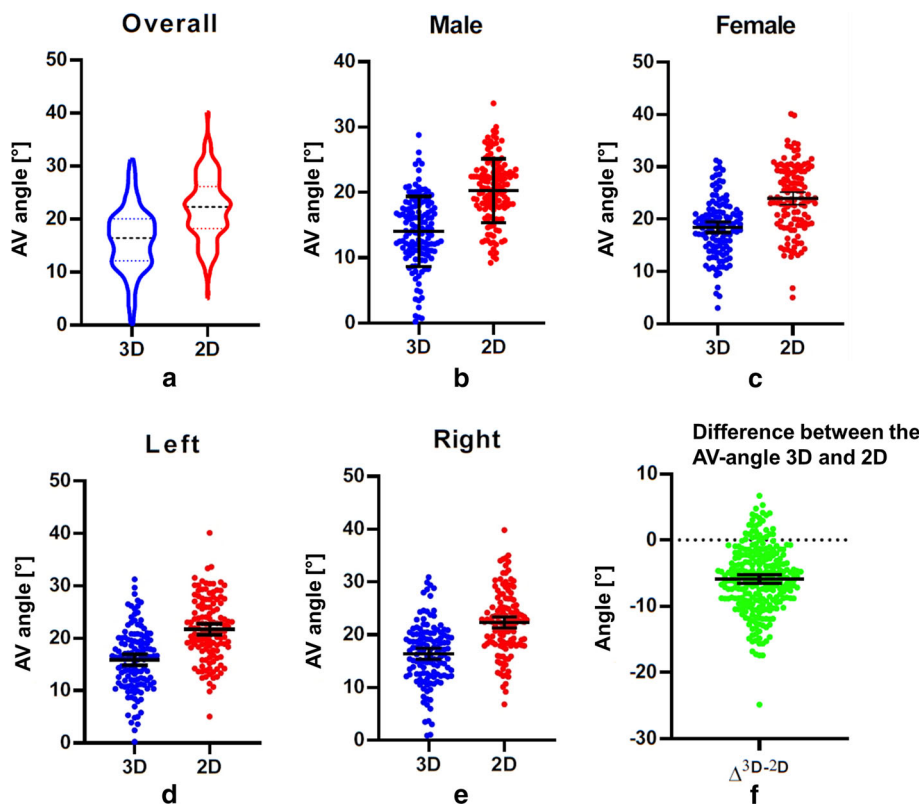 Overall
AV angle [°]
50
40
30
20
10
0
3D 2D
a
Male
AV angle [°]
40
30
20
10
0
3D 2D
b
Female
AV angle [°]
50
40
30
20
10
0
3D 2D
c
Left
AV angle [°]
50
40
30
20
10
0
3D 2D
d
Right
AV angle [°]
50
40
30
20
10
0
3D 2D
e
Difference between the
AV-angle 3D and 2D
Angle [°]
10
0
-10
-20
-30
Δ3D-2D
f